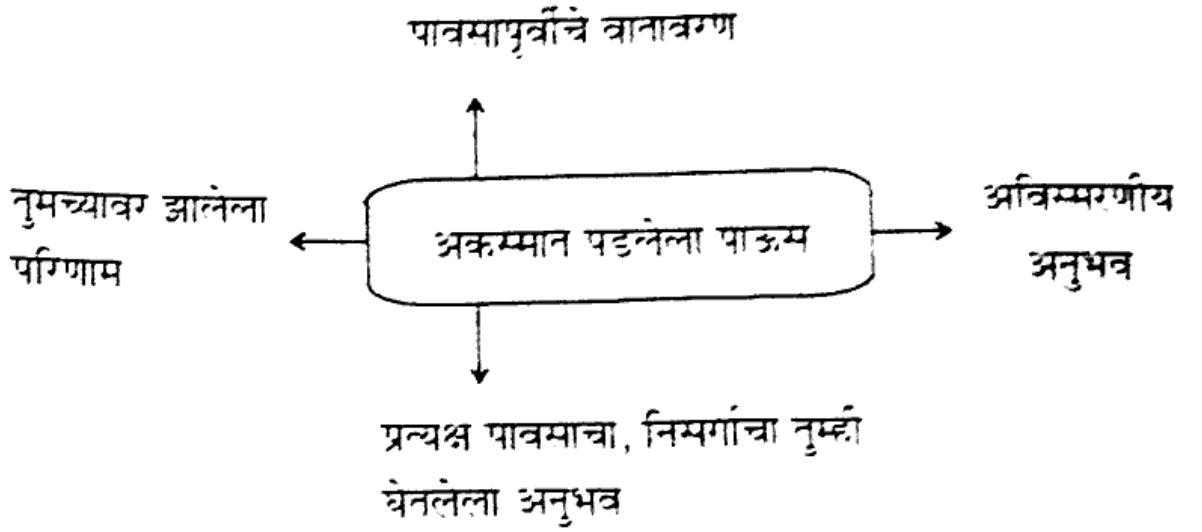 पावसापूर्वीचे वातावरण
तुमच्यावर झालेला
परिणाम
अकस्मात पडलेला पाऊस
अविस्मरणीय
अनुभव
प्रत्यक्ष पावसाचा, निसर्गाचा तुम्ही
घेतलेला अनुभव